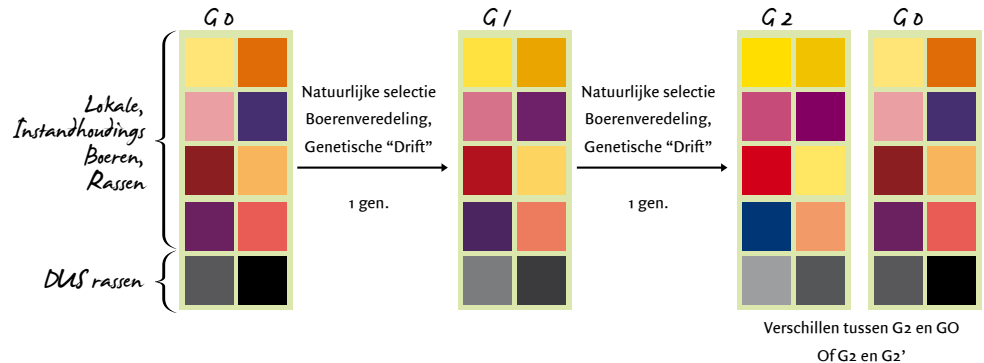 G0
G1
G2
G0
Lokale,
Instandhoudings
Boeren,
Rassen
Natuurlijke selectie
Boerenveredeling,
Genetische “Drift”
1 gen.
Natuurlijke selectie
Boerenveredeling,
Genetische “Drift”
1 gen.
DUS rassen
Verschillen tussen G2 en GO
Of G2 en G2’